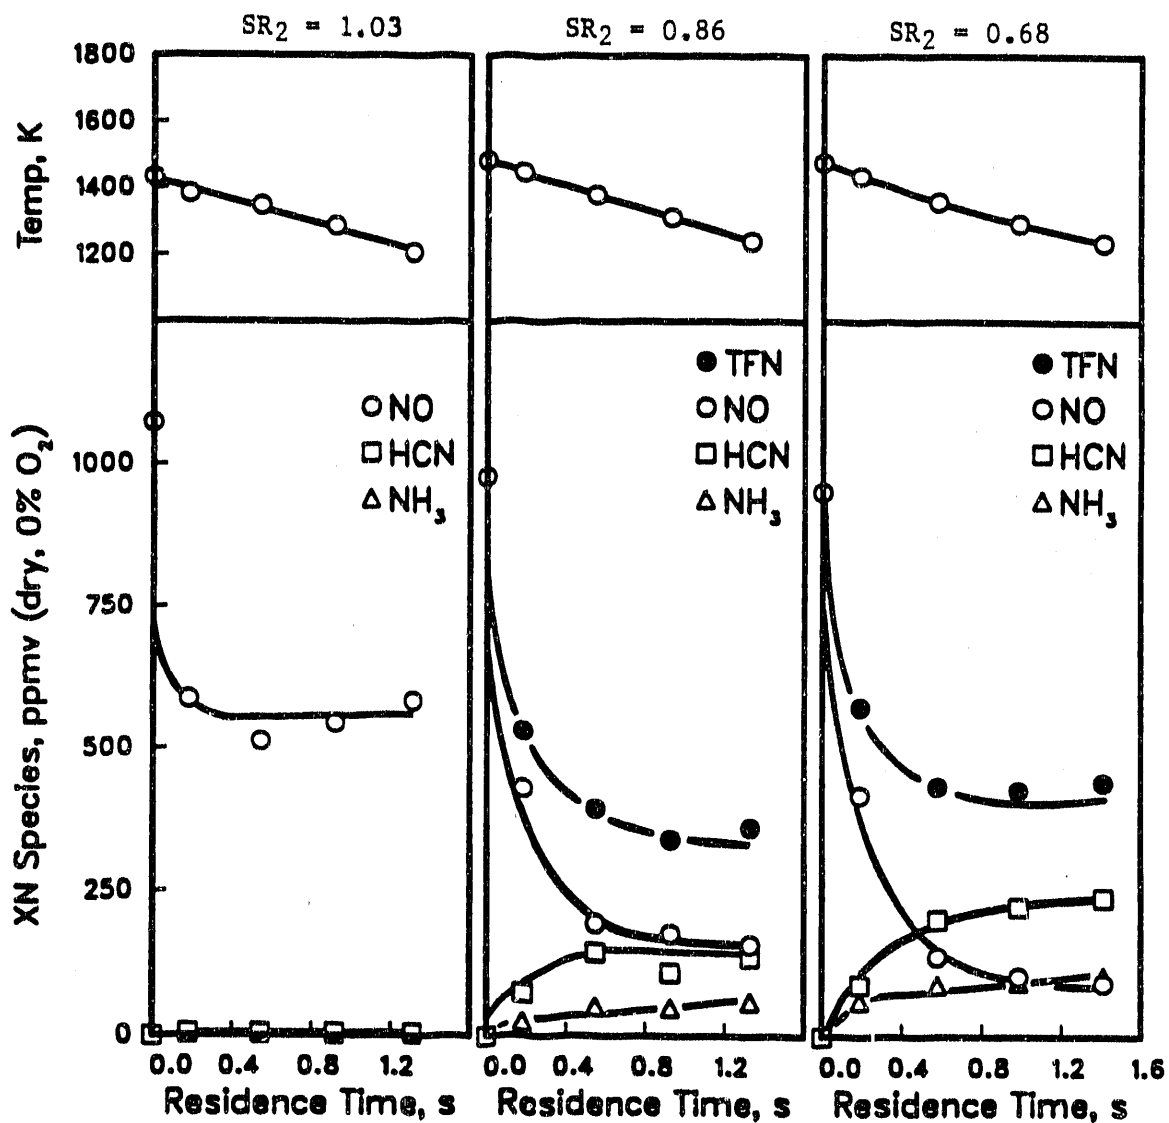 SR2 = 1.03
SR2 = 0.86
SR2 = 0.68
Temp, K
1800
1600
1400
1200
XN Species, ppmv (dry, 0% O2)
1000
750
500
250
0
NO
HCN
NH3
TFN
NO
HCN
NH3
TFN
NO
HCN
NH3
0.0 0.4 0.8 1.2
0.0 0.4 0.8 1.2
0.0 0.4 0.8 1.2 1.6
Residence Time, s
Residence Time, s
Residence Time, s